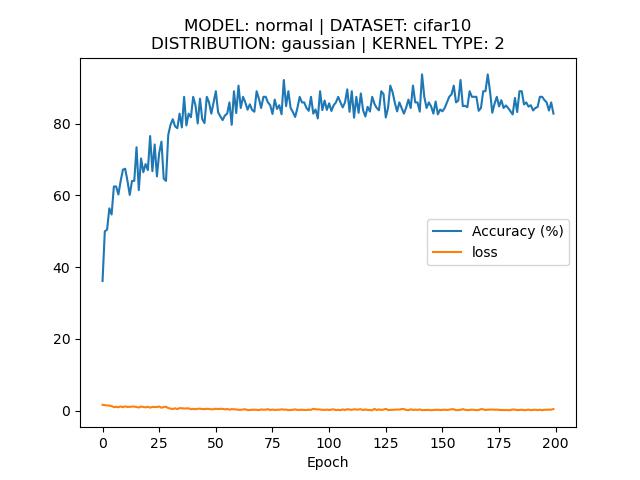 MODEL: normal | DATASET: cifar10
DISTRIBUTION: gaussian | KERNEL TYPE: 2
80
60
40
20
0
Accuracy (%)
loss
0 25 50 75 100 125 150 175 200
Epoch